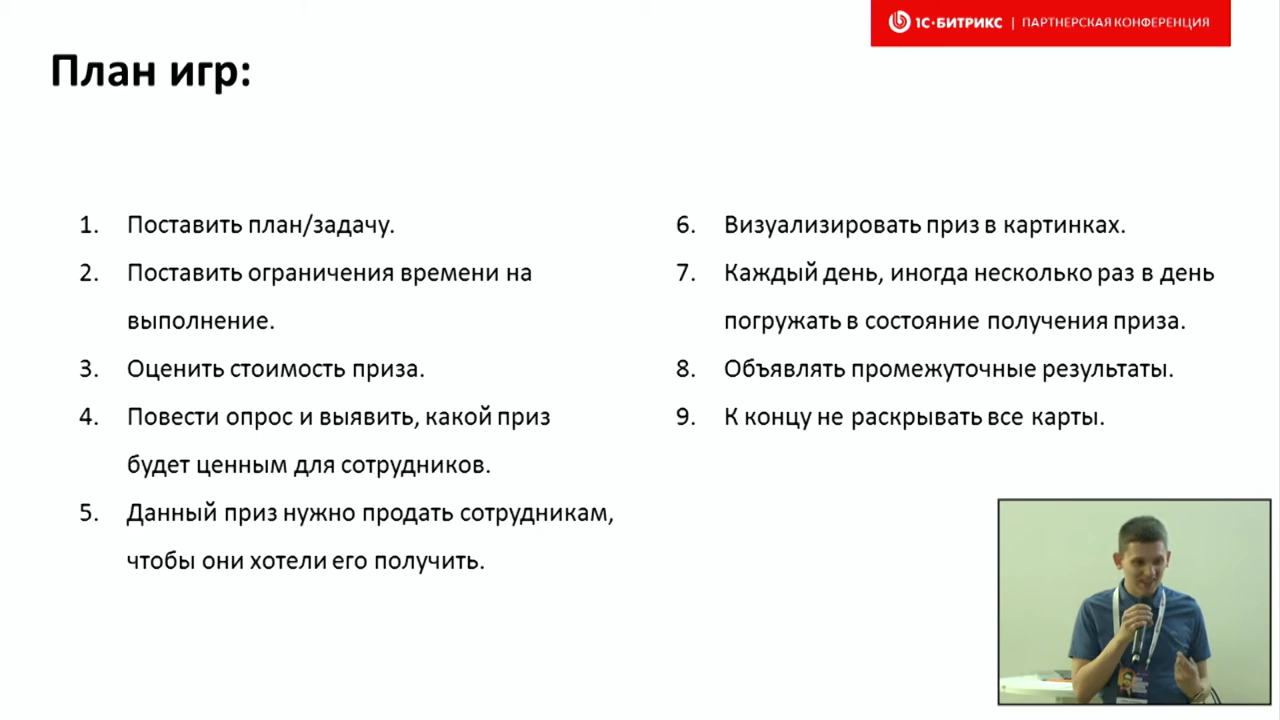 1С-БИТРИКС | ПАРТНЕРСКАЯ КОНФЕРЕНЦИЯ
План игр:
1. Поставить план/задачу.
2. Поставить ограничения времени на
выполнение.
3. Оценить стоимость приза.
4. Повести опрос и выявить, какой приз
будет ценным для сотрудников.
5. Данный приз нужно продать сотрудникам,
чтобы они хотели его получить.
6. Визуализировать приз в картинках.
7. Каждый день, иногда несколько раз в день
погружать в состояние получения приза.
8. Объявлять промежуточные результаты.
9. К концу не раскрывать все карты.